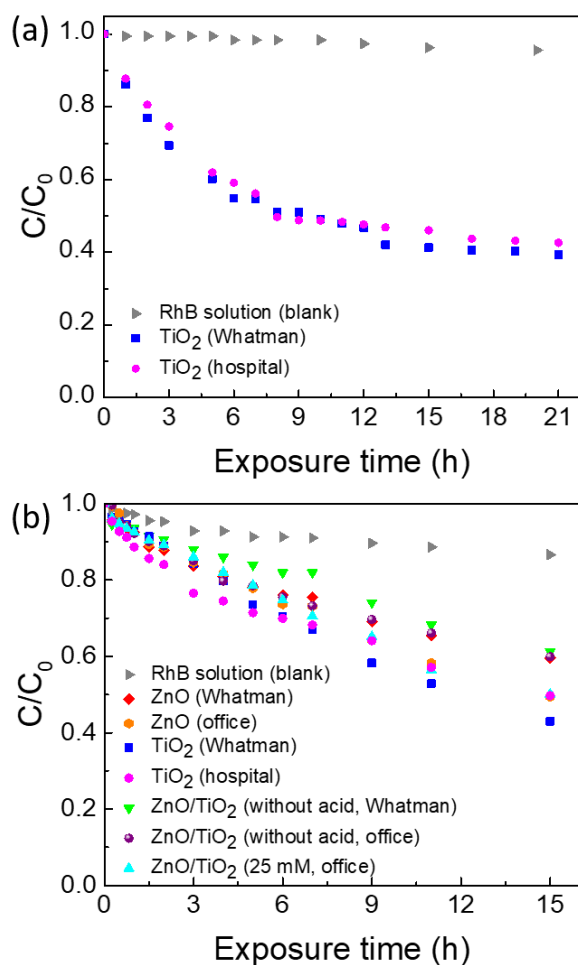 (a)
C/C0
1.0
0.8
0.6
0.4
0.2
0.0
RhB solution (blank)
TiO2 (Whatman)
TiO2 (hospital)
0 3 6 9 12 15 18 21
Exposure time (h)
(b)
C/C0
1.0
0.8
0.6
0.4
0.2
0.0
RhB solution (blank)
ZnO (Whatman)
ZnO (office)
TiO2 (Whatman)
TiO2 (hospital)
ZnO/TiO2 (without acid, Whatman)
ZnO/TiO2 (without acid, office)
ZnO/TiO2 (25 mM, office)
0 3 6 9 12 15
Exposure time (h)